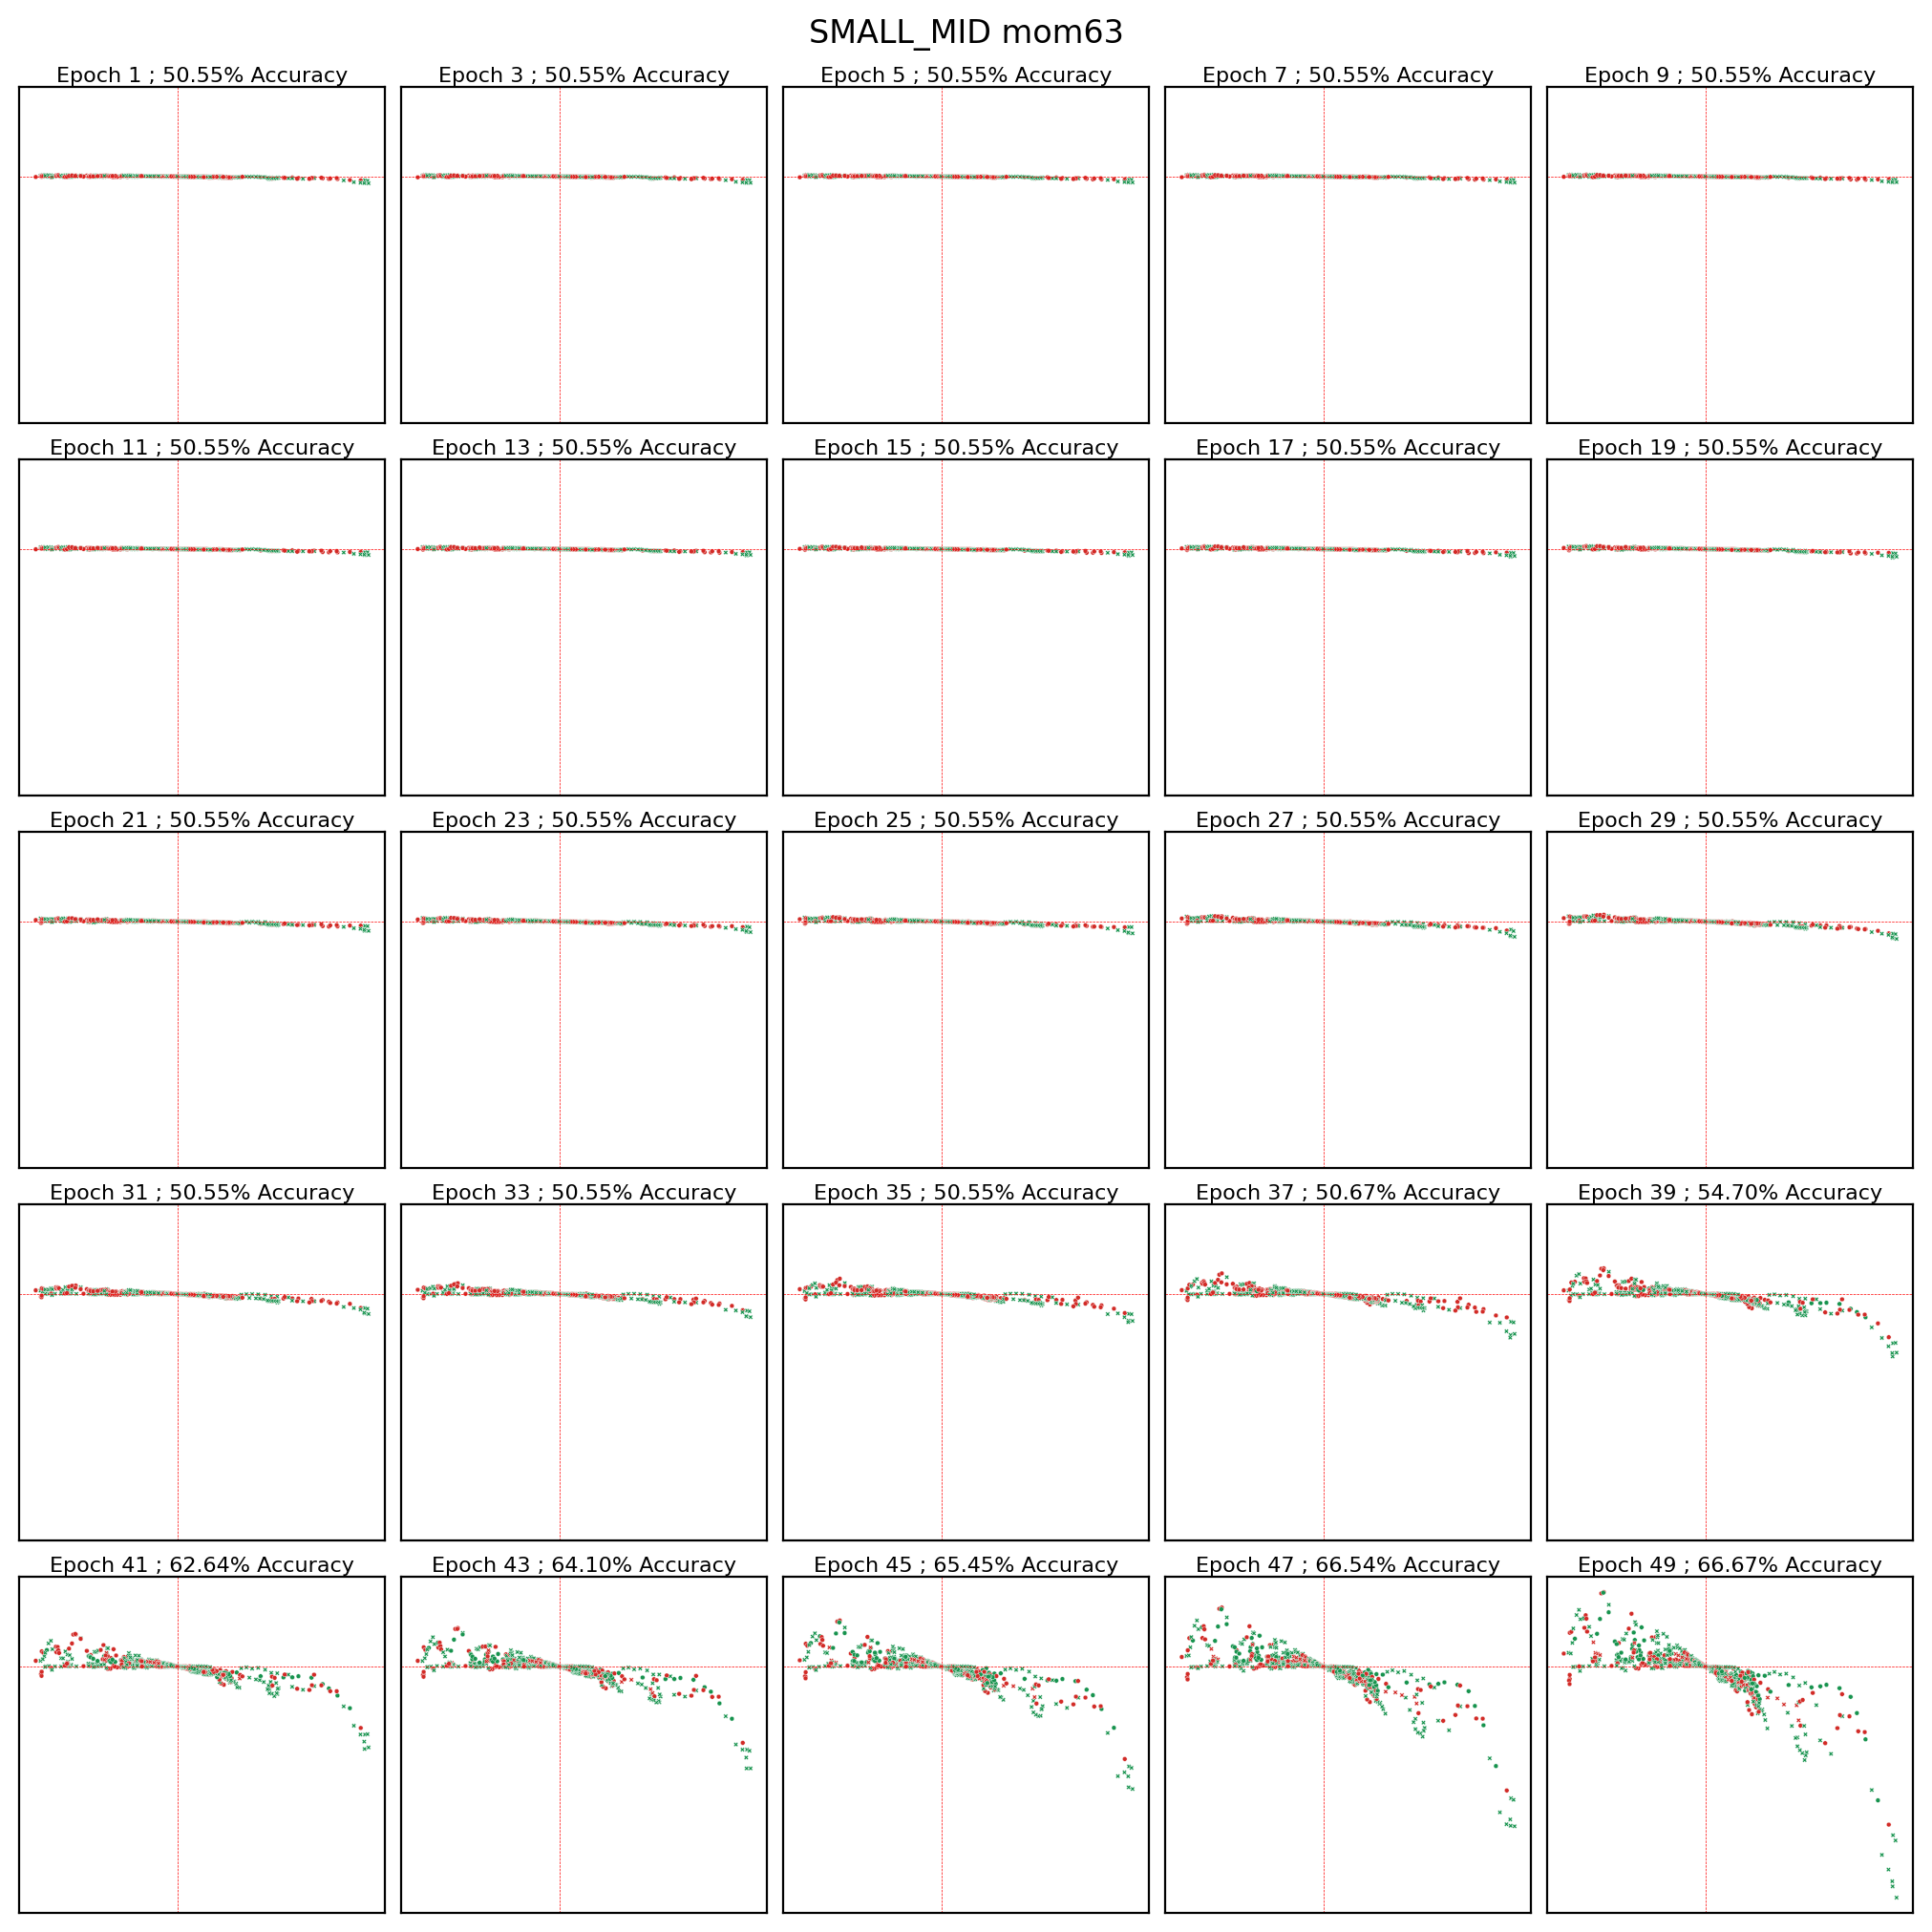 SMALL_MID mom63
Epoch 1 ; 50.55% Accuracy
Epoch 3 ; 50.55% Accuracy
Epoch 5 ; 50.55% Accuracy
Epoch 7 ; 50.55% Accuracy
Epoch 9 ; 50.55% Accuracy
Epoch 11 ; 50.55% Accuracy
Epoch 13 ; 50.55% Accuracy
Epoch 15 ; 50.55% Accuracy
Epoch 17 ; 50.55% Accuracy
Epoch 19 ; 50.55% Accuracy
Epoch 21 ; 50.55% Accuracy
Epoch 23 ; 50.55% Accuracy
Epoch 25 ; 50.55% Accuracy
Epoch 27 ; 50.55% Accuracy
Epoch 29 ; 50.55% Accuracy
Epoch 31 ; 50.55% Accuracy
Epoch 33 ; 50.55% Accuracy
Epoch 35 ; 50.55% Accuracy
Epoch 37 ; 50.67% Accuracy
Epoch 39 ; 54.70% Accuracy
Epoch 41 ; 62.64% Accuracy
Epoch 43 ; 64.10% Accuracy
Epoch 45 ; 65.45% Accuracy
Epoch 47 ; 66.54% Accuracy
Epoch 49 ; 66.67% Accuracy